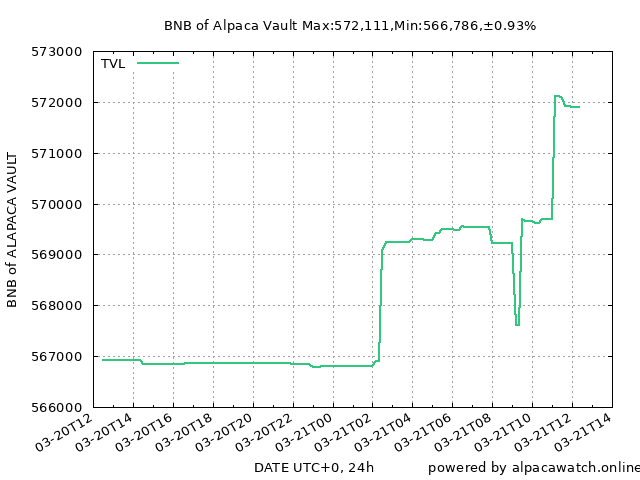 BNB of Alpaca Vault Max:572,111,Min:566,786,±0.93%
573000
TVL
572000
571000
570000
569000
568000
567000
566000
BNB of ALAPACA VAULT
03-20T12
03-20T14
03-20T16
03-20T18
03-20T20
03-20T22
03-21T00
03-21T02
03-21T04
03-21T06
03-21T08
03-21T10
03-21T12
03-21T14
DATE UTC+0, 24h
powered by alpacawatch.online